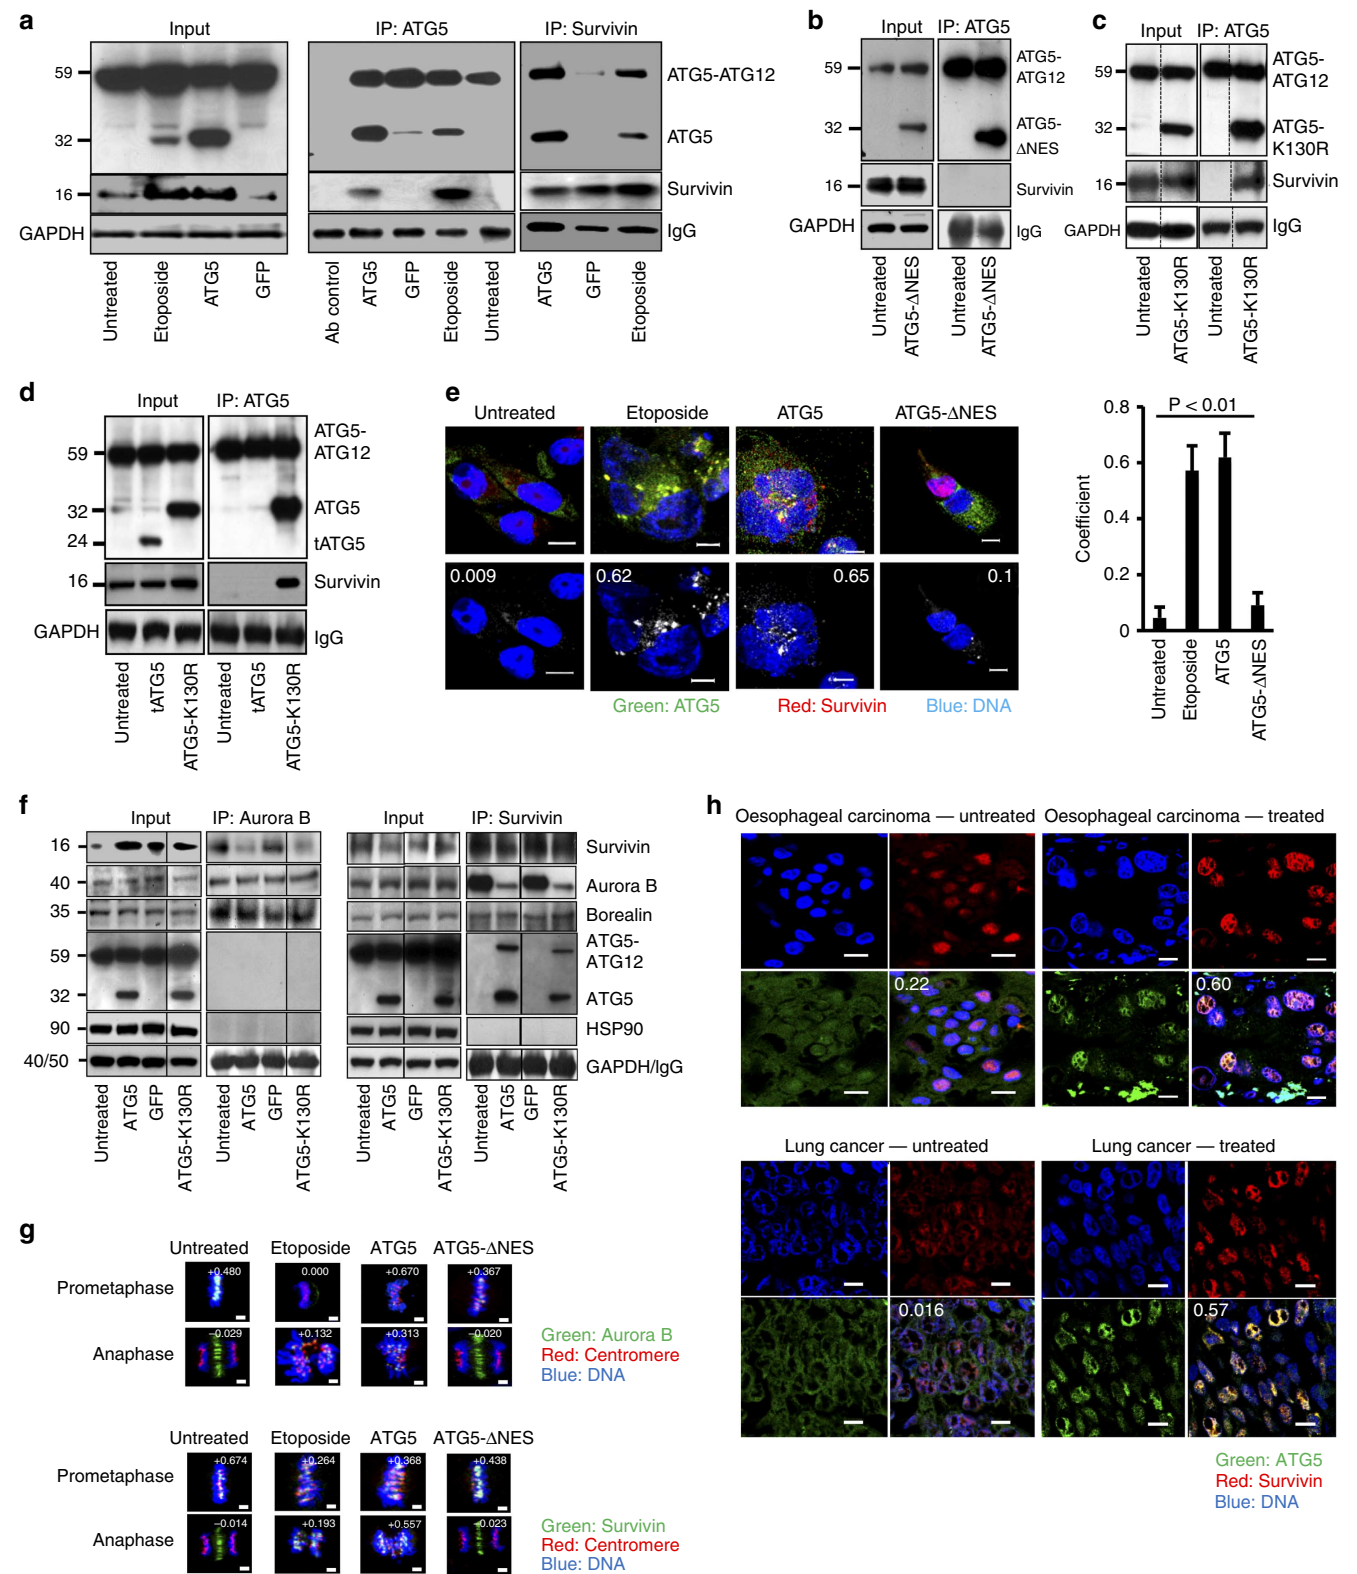 a
Input
IP: ATG5
IP: Survivin
59
32
16
GAPDH
ATG5-ATG12
ATG5
Survivin
IgG
Untreated
Etoposide
ATG5
GFP
Ab control
ATG5
GFP
Etoposide
Untreated
ATG5
GFP
Etoposide
b
Input
IP: ATG5
59
32
16
GAPDH
ATG5-
ATG12
ATG5-
ΔNES
Survivin
IgG
Untreated
ATG5-ΔNES
Untreated
ATG5-ΔNES
c
Input
IP: ATG5
59
32
16
GAPDH
ATG5-
ATG12
ATG5-
K130R
Survivin
IgG
Untreated
ATG5-K130R
Untreated
ATG5-K130R
d
Input
IP: ATG5
59
32
24
16
GAPDH
ATG5-
ATG12
ATG5
tATG5
Survivin
IgG
Untreated
tATG5
ATG5-K130R
Untreated
tATG5
ATG5-K130R
e
Untreated
Etoposide
ATG5
ATG5-ΔNES
0.009
0.62
0.65
0.1
Green: ATG5
Red: Survivin
Blue: DNA
P < 0.01
Coefficient
0.8
0.6
0.4
0.2
0
Untreated
Etoposide
ATG5
ATG5-ΔNES
f
Input
IP: Aurora B
Input
IP: Survivin
16
40
35
59
32
90
40/50
Survivin
Aurora B
Borealin
ATG5-
ATG12
ATG5
HSP90
GAPDH/IgG
Untreated
ATG5
GFP
ATG5-K130R
Untreated
ATG5
GFP
ATG5-K130R
Untreated
ATG5
GFP
ATG5-K130R
Untreated
ATG5
GFP
ATG5-K130R
g
Untreated
Etoposide
ATG5
ATG5-ΔNES
Prometaphase
+0.480
0.000
+0.670
+0.367
Anaphase
−0.029
+0.132
+0.313
−0.020
Green: Aurora B
Red: Centromere
Blue: DNA
Untreated
Etoposide
ATG5
ATG5-ΔNES
Prometaphase
+0.674
+0.264
+0.368
+0.438
Anaphase
−0.014
+0.193
+0.557
−0.023
Green: Survivin
Red: Centromere
Blue: DNA
h
Oesophageal carcinoma — untreated
Oesophageal carcinoma — treated
0.22
0.60
Lung cancer — untreated
Lung cancer — treated
0.016
0.57
Green: ATG5
Red: Survivin
Blue: DNA